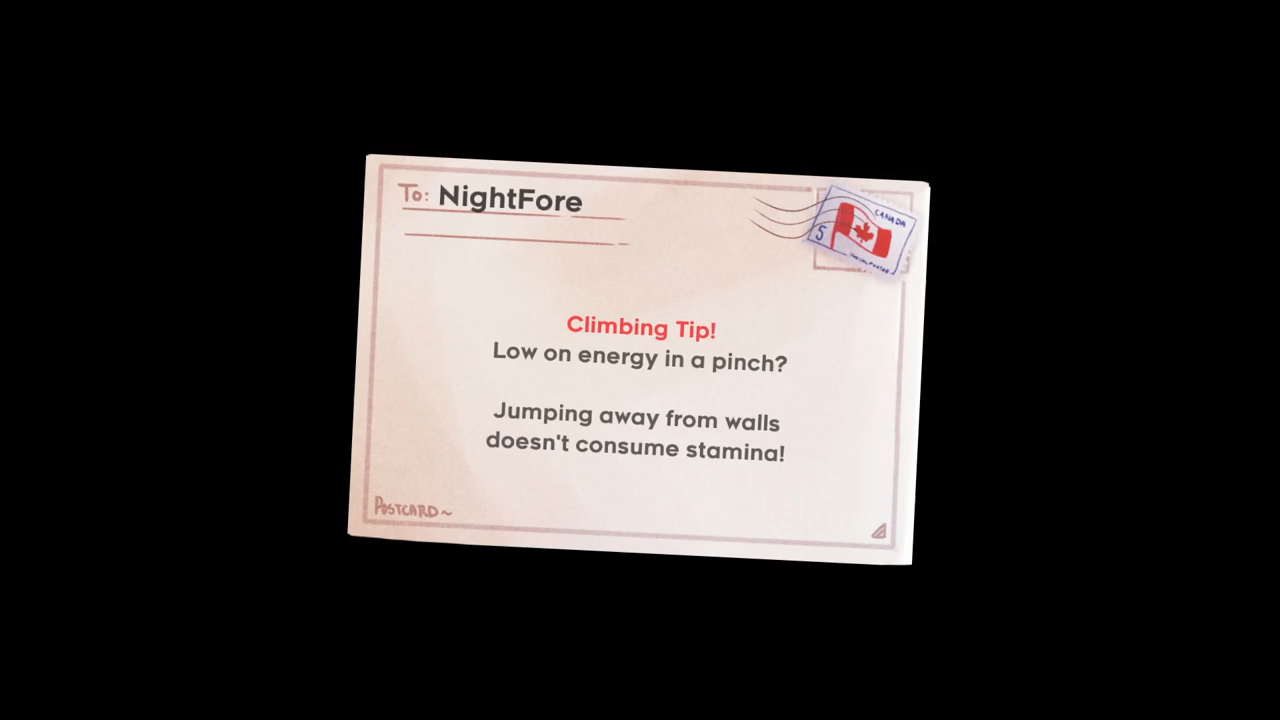 To: NightFore
CANADA
5
Climbing Tip!
Low on energy in a pinch?
Jumping away from walls
doesn't consume stamina!
POSTCARD~